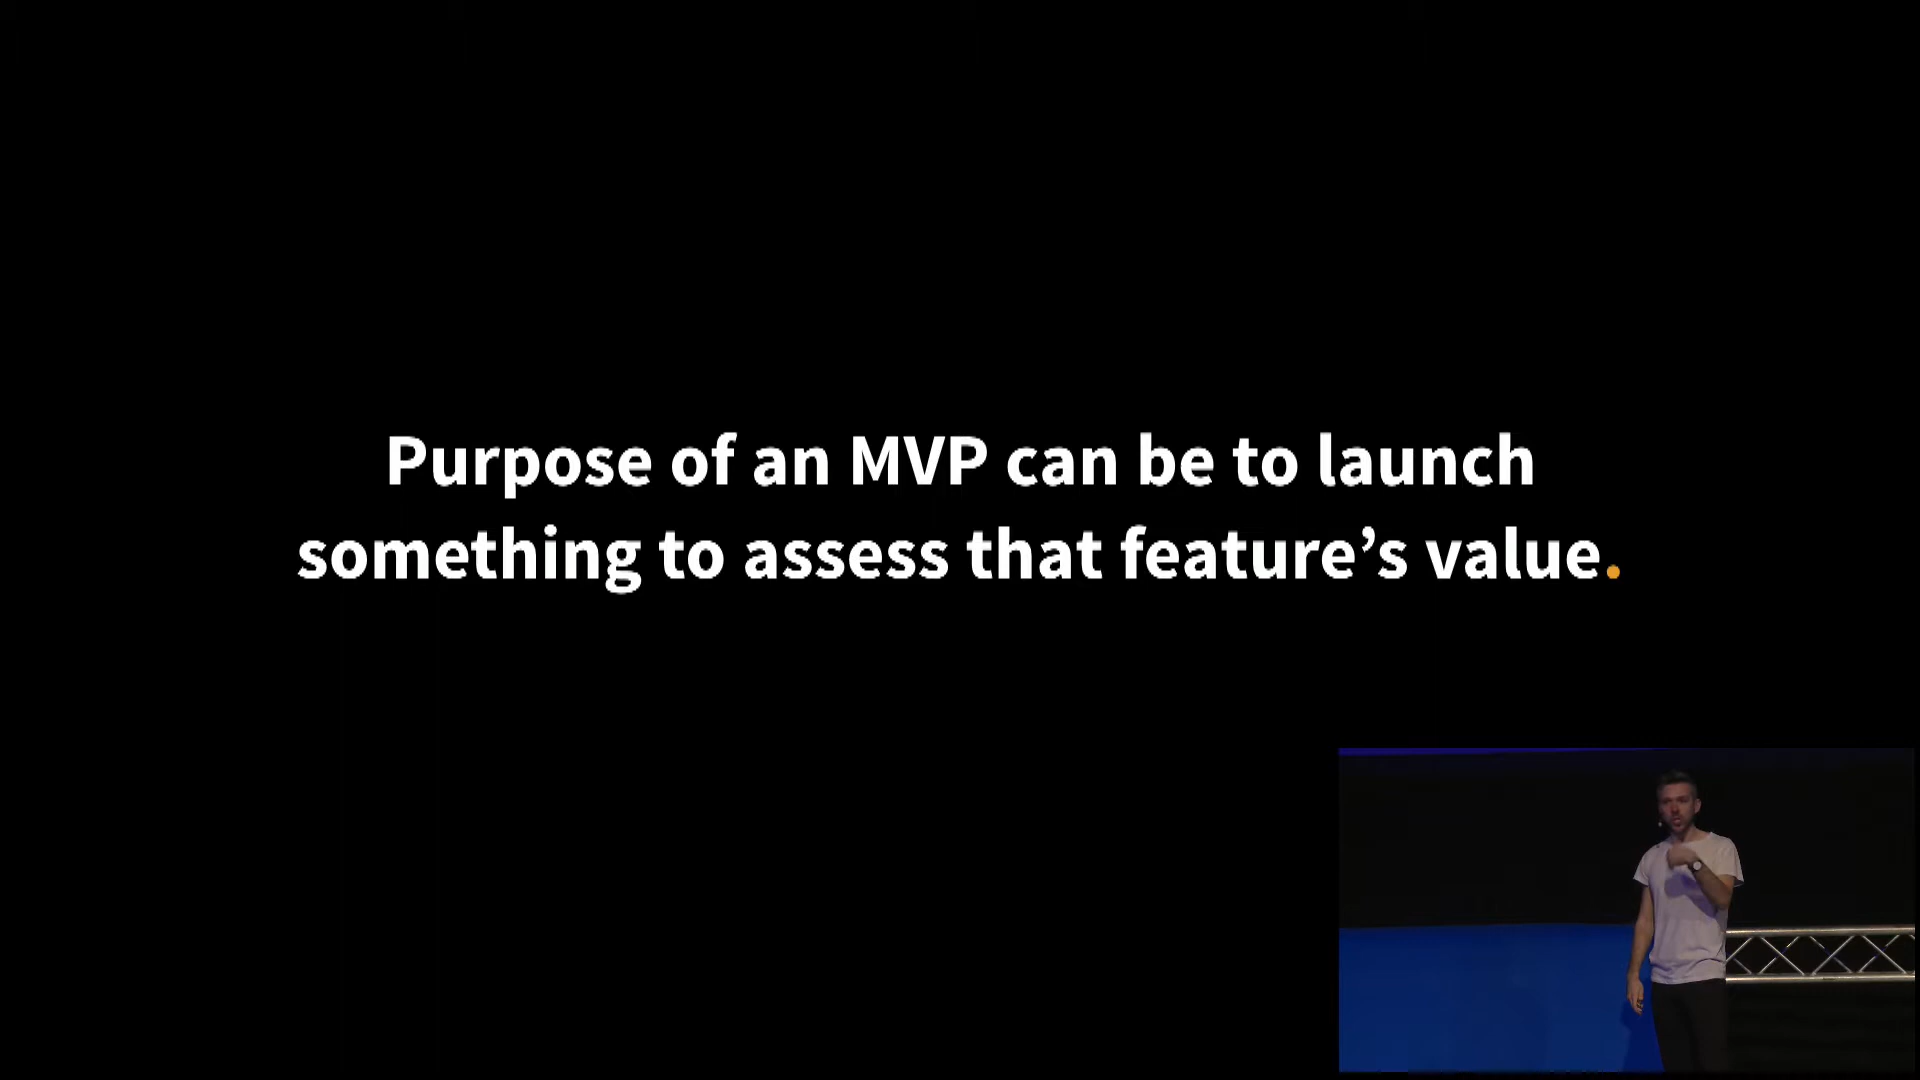 Purpose of an MVP can be to launch
something to assess that feature’s value.